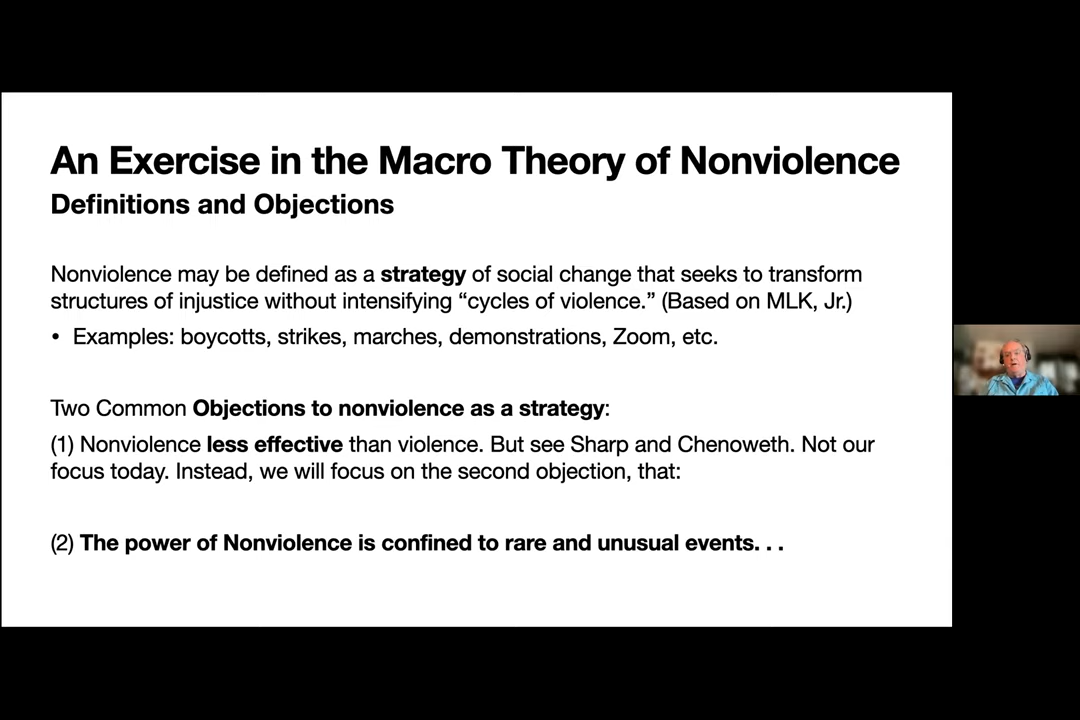 An Exercise in the Macro Theory of Nonviolence
Definitions and Objections
Nonviolence may be defined as a strategy of social change that seeks to transform
structures of injustice without intensifying “cycles of violence.” (Based on MLK, Jr.)
• Examples: boycotts, strikes, marches, demonstrations, Zoom, etc.
Two Common Objections to nonviolence as a strategy:
(1) Nonviolence less effective than violence. But see Sharp and Chenoweth. Not our
focus today. Instead, we will focus on the second objection, that:
(2) The power of Nonviolence is confined to rare and unusual events. . .